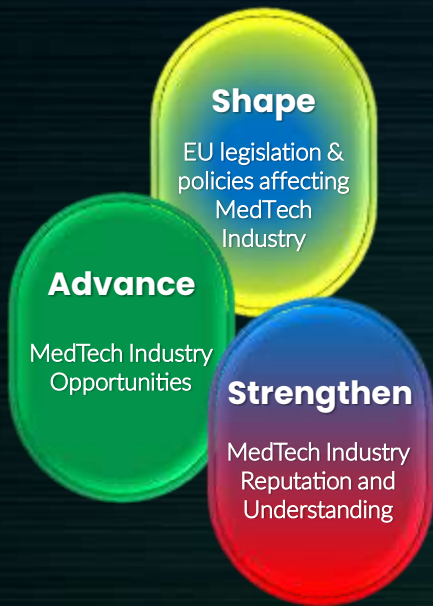 Shape
EU legislation &
policies affecting
MedTech
Industry
Advance
MedTech Industry
Opportunities
Strengthen
MedTech Industry
Reputation and
Understanding